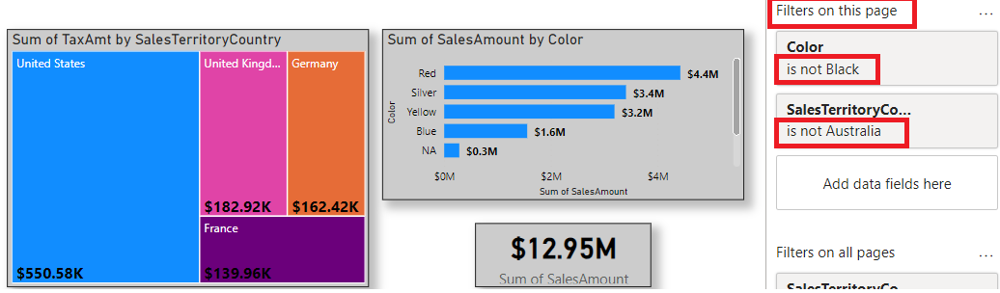 Sum of TaxAmt by SalesTerritoryCountry
United States
United Kingd...
Germany
$182.92K
$162.42K
France
$550.58K
$139.96K
Sum of SalesAmount by Color
Color
Red
$4.4M
Silver
$3.4M
Yellow
$3.2M
Blue
$1.6M
NA
$0.3M
$0M
$2M
$4M
Sum of SalesAmount
$12.95M
Sum of SalesAmount
Filters on this page
...
Color
is not Black
SalesTerritoryCo...
is not Australia
Add data fields here
Filters on all pages
...
SalesTerritoryCo...